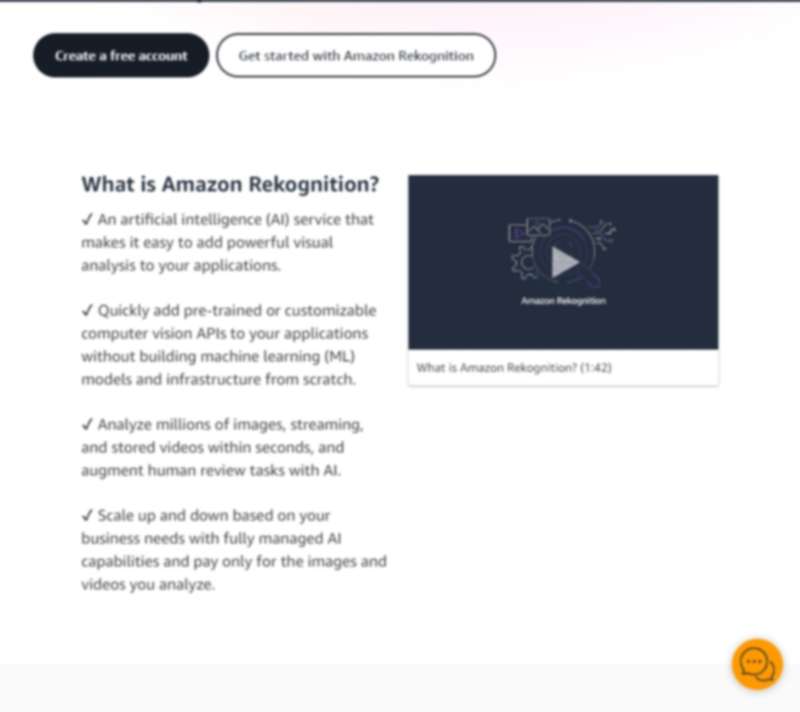 Create a free account
Get started with Amazon Rekognition
What is Amazon Rekognition?
✓ An artificial intelligence (AI) service that
makes it easy to add powerful visual
analysis to your applications.
✓ Quickly add pre-trained or customizable
computer vision APIs to your applications
without building machine learning (ML)
models and infrastructure from scratch.
✓ Analyze millions of images, streaming,
and stored videos within seconds, and
augment human review tasks with AI.
✓ Scale up and down based on your
business needs with fully managed AI
capabilities and pay only for the images and
videos you analyze.
Amazon Rekognition
What is Amazon Rekognition? (1:42)